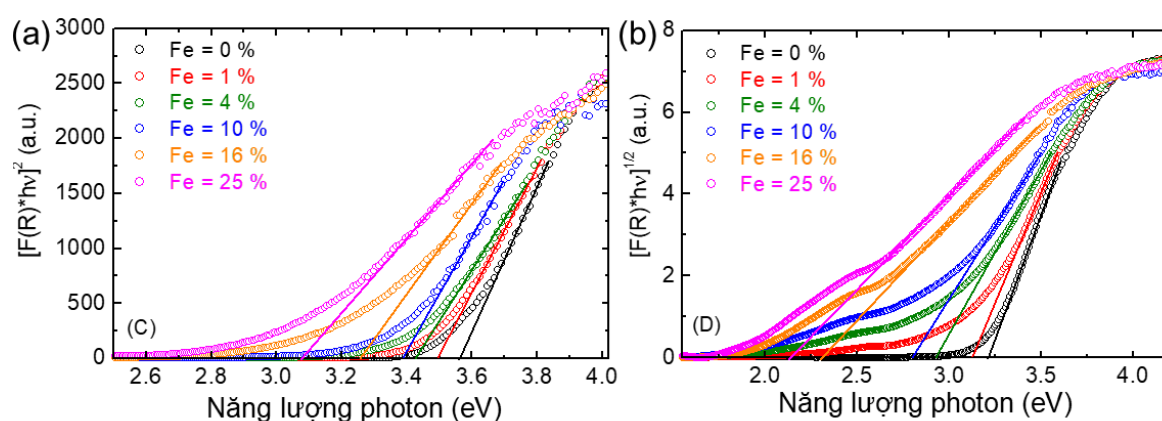 (a)
[F(R)*hν]² (a.u.)
3000
2500
2000
1500
1000
500
0
Fe = 0 %
Fe = 1 %
Fe = 4 %
Fe = 10 %
Fe = 16 %
Fe = 25 %
(C)
2.6 2.8 3.0 3.2 3.4 3.6 3.8 4.0
Năng lượng photon (eV)
(b)
[F(R)*hν]^1/2 (a.u.)
8
6
4
2
0
Fe = 0 %
Fe = 1 %
Fe = 4 %
Fe = 10 %
Fe = 16 %
Fe = 25 %
(D)
2.0 2.5 3.0 3.5 4.0
Năng lượng photon (eV)